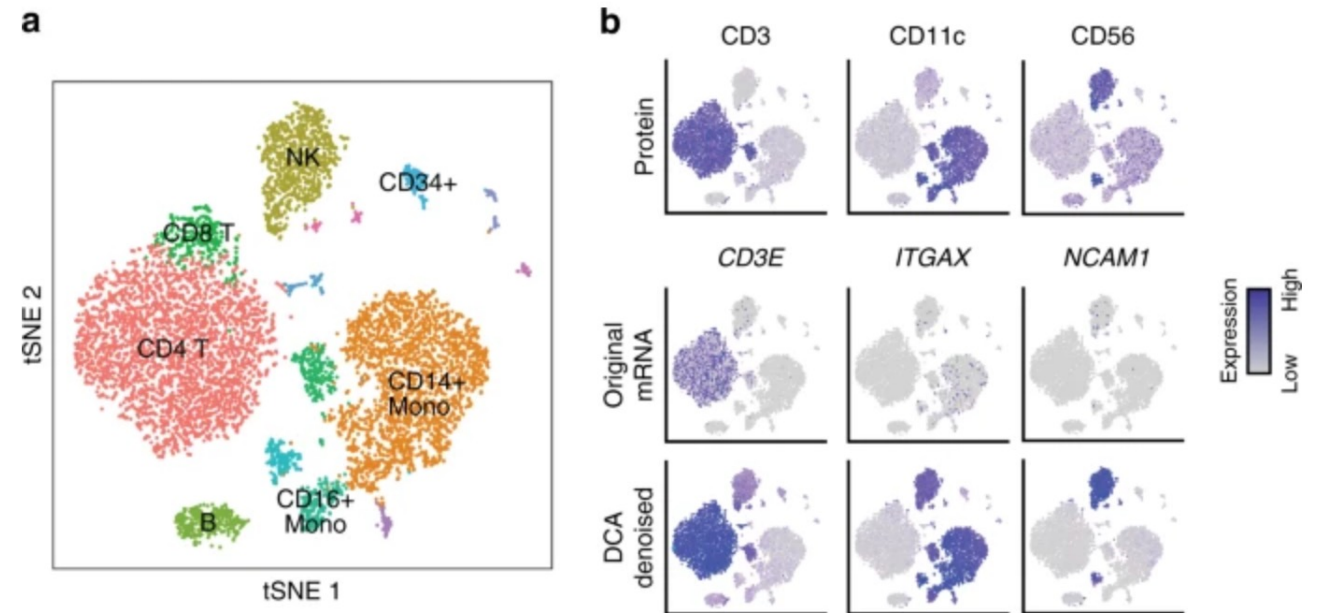 a
NK
CD34+
CD8 T
CD4 T
CD14+
Mono
CD16+
Mono
B
tSNE 2
tSNE 1
b
CD3 CD11c CD56
Protein
CD3E ITGAX NCAM1
Original
mRNA
DCA
denoised
Expression
Low High